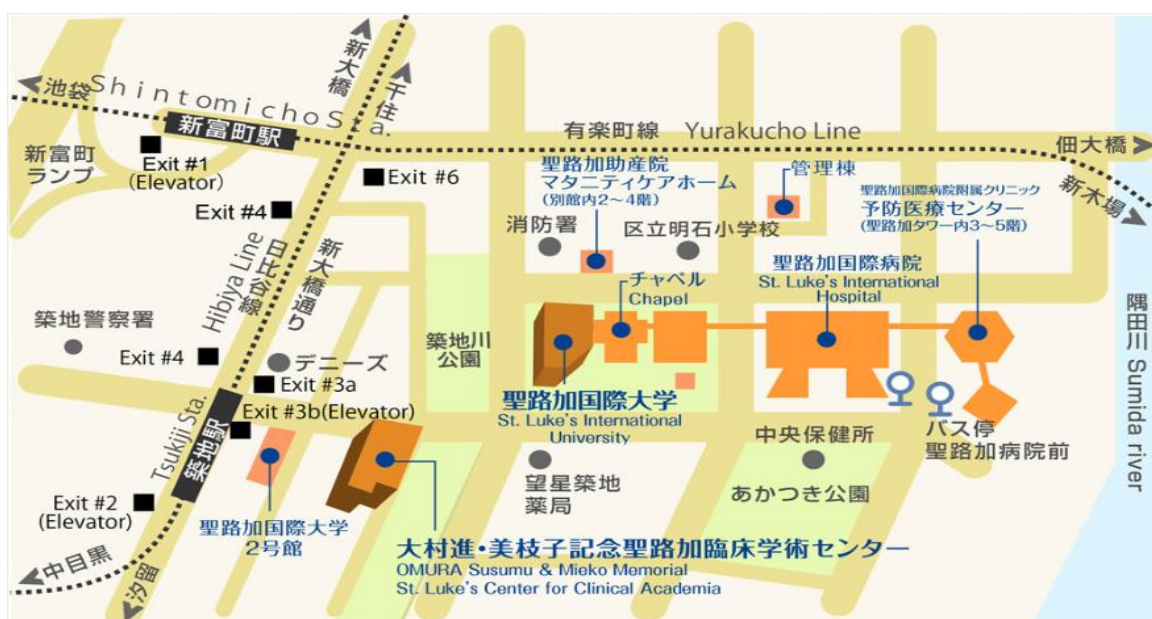 新大橋
千住
池袋
Shintomicho Sta.
新富町駅
有楽町線 Yurakucho Line
佃大橋
新木場
新富町
ランプ
Exit #1
(Elevator)
Exit #6
Exit #4
聖路加助産院
マタニティケアホーム
(別館内2～4階)
管理棟
聖路加国際病院附属クリニック
予防医療センター
(聖路加タワー内3～5階)
消防署
区立明石小学校
Hibiya Line
日比谷線
新大橋通り
チャペル
Chapel
聖路加国際病院
St. Luke's International
Hospital
築地警察署
Exit #4
デニーズ
築地川
公園
隅田川 Sumida river
Exit #3a
Exit #3b(Elevator)
聖路加国際大学
St. Luke's International
University
Tsukiji Sta.
築地駅
中央保健所
バス停
聖路加病院前
望星築地
薬局
あかつき公園
Exit #2
(Elevator)
聖路加国際大学
2号館
大村進・美枝子記念聖路加臨床学術センター
OMURA Susumu & Mieko Memorial
St. Luke's Center for Clinical Academia
中目黒
汐留